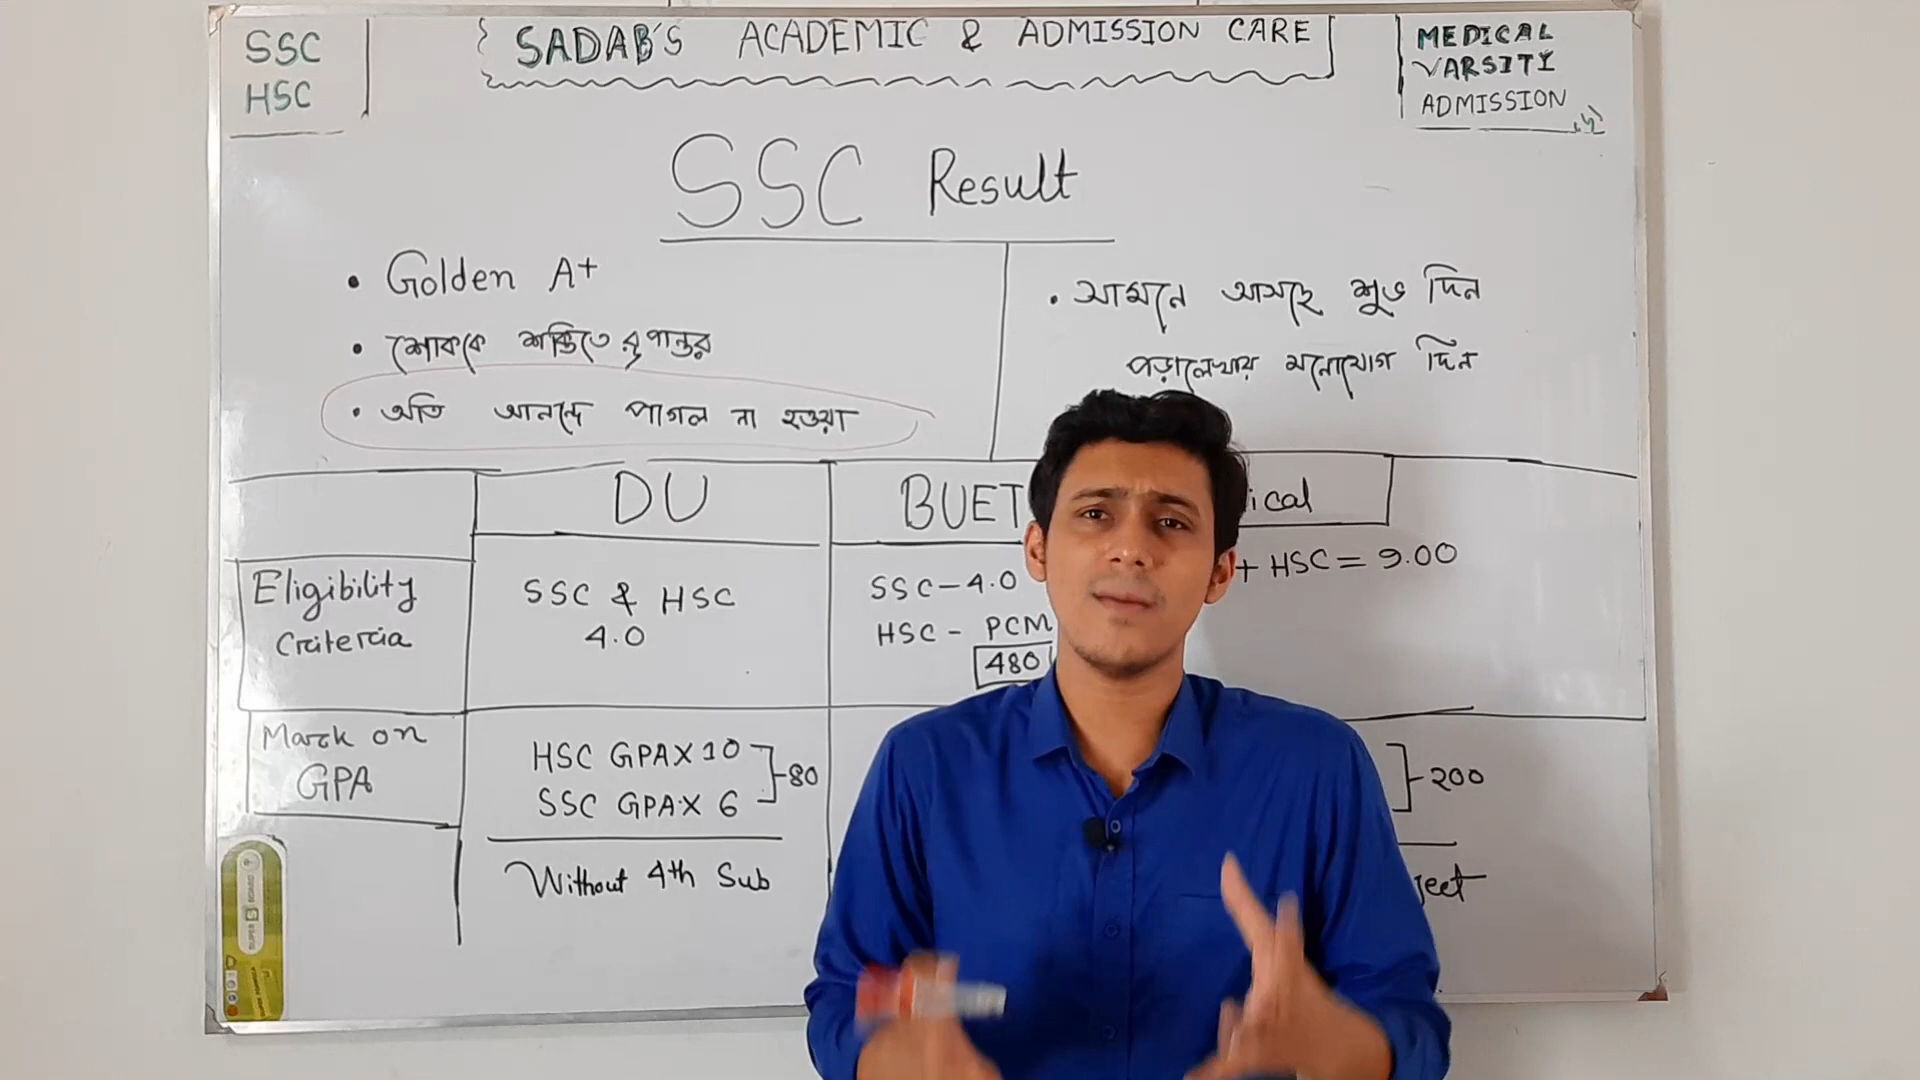 SSC
HSC
SADAB'S ACADEMIC & ADMISSION CARE
MEDICAL
VARSITY
ADMISSION
SSC Result
• Golden A+
• শোককে শক্তিতে রূপান্তর
• অতি আনন্দে পাগল না হওয়া
• সামনে আসছে শুভ দিন
পড়ালেখায় মনোযোগ দিন
DU
BUET
ical
Eligibility
Criteria
SSC & HSC
4.0
SSC-4.0
HSC - PCM
480
+ HSC = 9.00
Mark on
GPA
HSC GPA X 10
SSC GPA X 6
80
Without 4th Sub
200
ject
SUPER BOARD